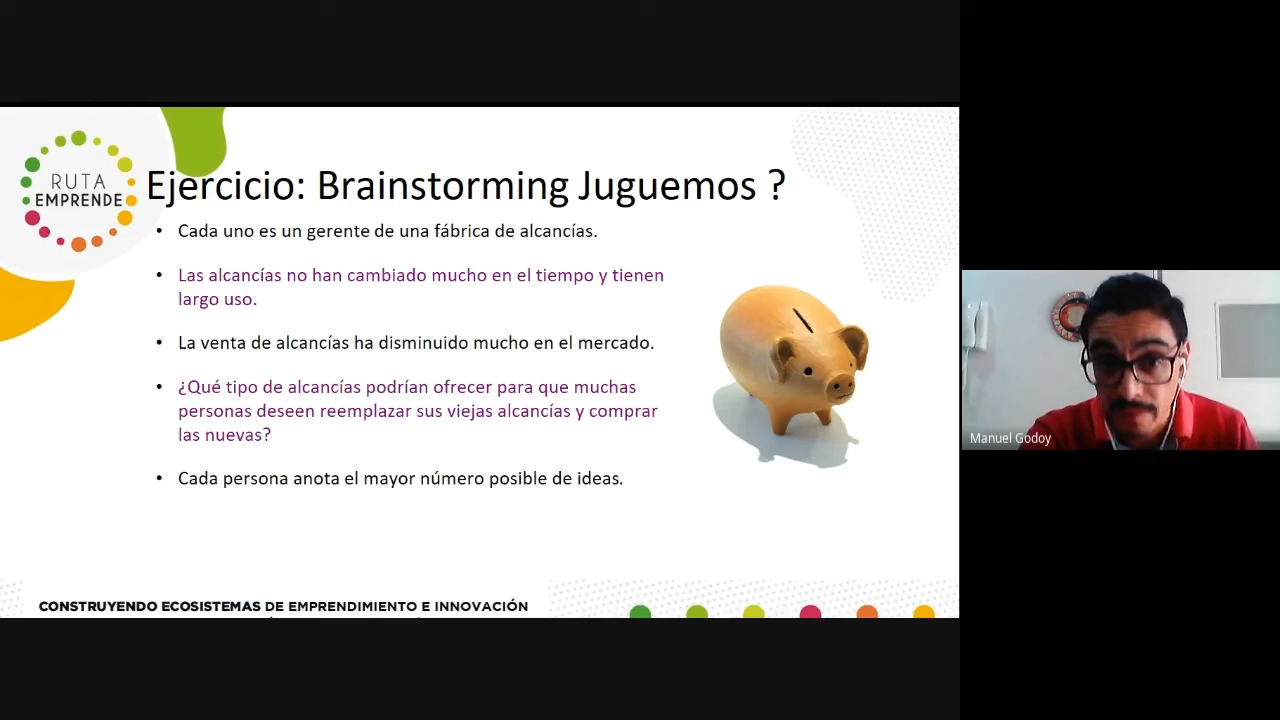 RUTA
EMPRENDE
Ejercicio: Brainstorming Juguemos ?
• Cada uno es un gerente de una fábrica de alcancías.
• Las alcancías no han cambiado mucho en el tiempo y tienen
largo uso.
• La venta de alcancías ha disminuido mucho en el mercado.
• ¿Qué tipo de alcancías podrían ofrecer para que muchas
personas deseen reemplazar sus viejas alcancías y comprar
las nuevas?
• Cada persona anota el mayor número posible de ideas.
CONSTRUYENDO ECOSISTEMAS DE EMPRENDIMIENTO E INNOVACIÓN
Manuel Godoy